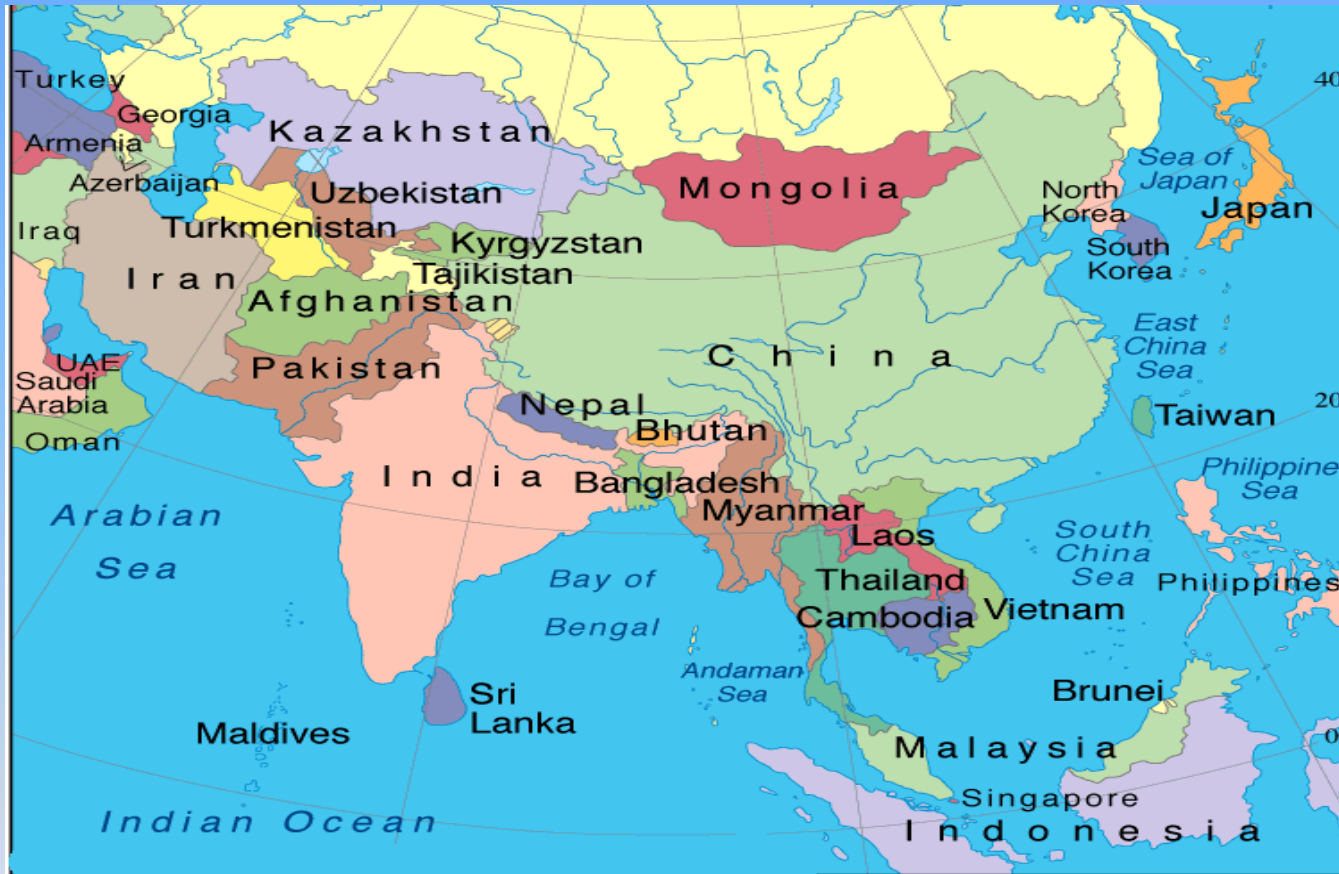 Turkey
Georgia
Armenia
Azerbaijan
Kazakhstan
Uzbekistan
Turkmenistan
Kyrgyzstan
Tajikistan
Mongolia
40
Sea of
Japan
North
Korea
South
Korea
Japan
Iraq
Iran
Afghanistan
Pakistan
UAE
Saudi
Arabia
Oman
China
East
China
Sea
Taiwan
20
Nepal
Bhutan
India
Bangladesh
Myanmar
Laos
Thailand
Cambodia
Vietnam
Philippine
Sea
South
China
Sea
Philippines
Arabian
Sea
Bay of
Bengal
Andaman
Sea
Sri
Lanka
Maldives
Brunei
Malaysia
Singapore
Indonesia
Indian Ocean
0